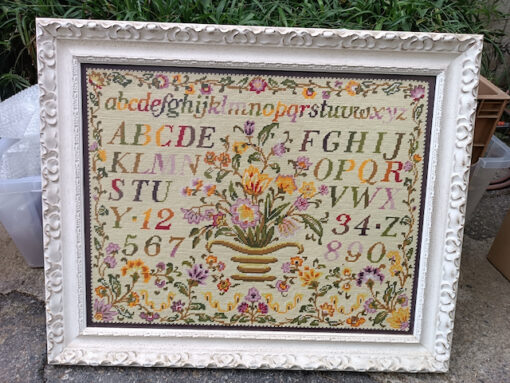 abcdefghijklmnopqrstuvwxyz
ABCDE FGHIJ
KLMN OPQR
STU VWX
Y·12 34·Z
567 890